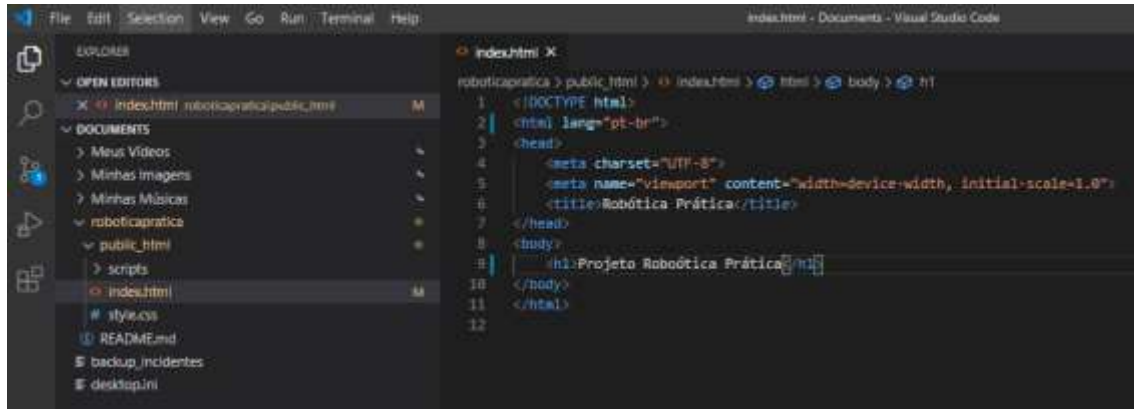 File Edit Selection View Go Run Terminal Help
index.html - Documents - Visual Studio Code
EXPLORER
OPEN EDITORS
index.html roboticapratica\public_html M
DOCUMENTS
Meus Vídeos
Minhas Imagens
Minhas Músicas
roboticapratica
public_html
scripts
index.html M
# style.css
README.md
backup_incidentes
desktop.ini
index.html
roboticapratica > public_html > index.html > html > body > h1
1 <!DOCTYPE html>
2 <html lang="pt-br">
3 <head>
4 <meta charset="UTF-8">
5 <meta name="viewport" content="width=device-width, initial-scale=1.0">
6 <title>Robótica Prática</title>
7 </head>
8 <body>
9 <h1>Projeto Roboótica Prática</h1>
10 </body>
11 </html>
12